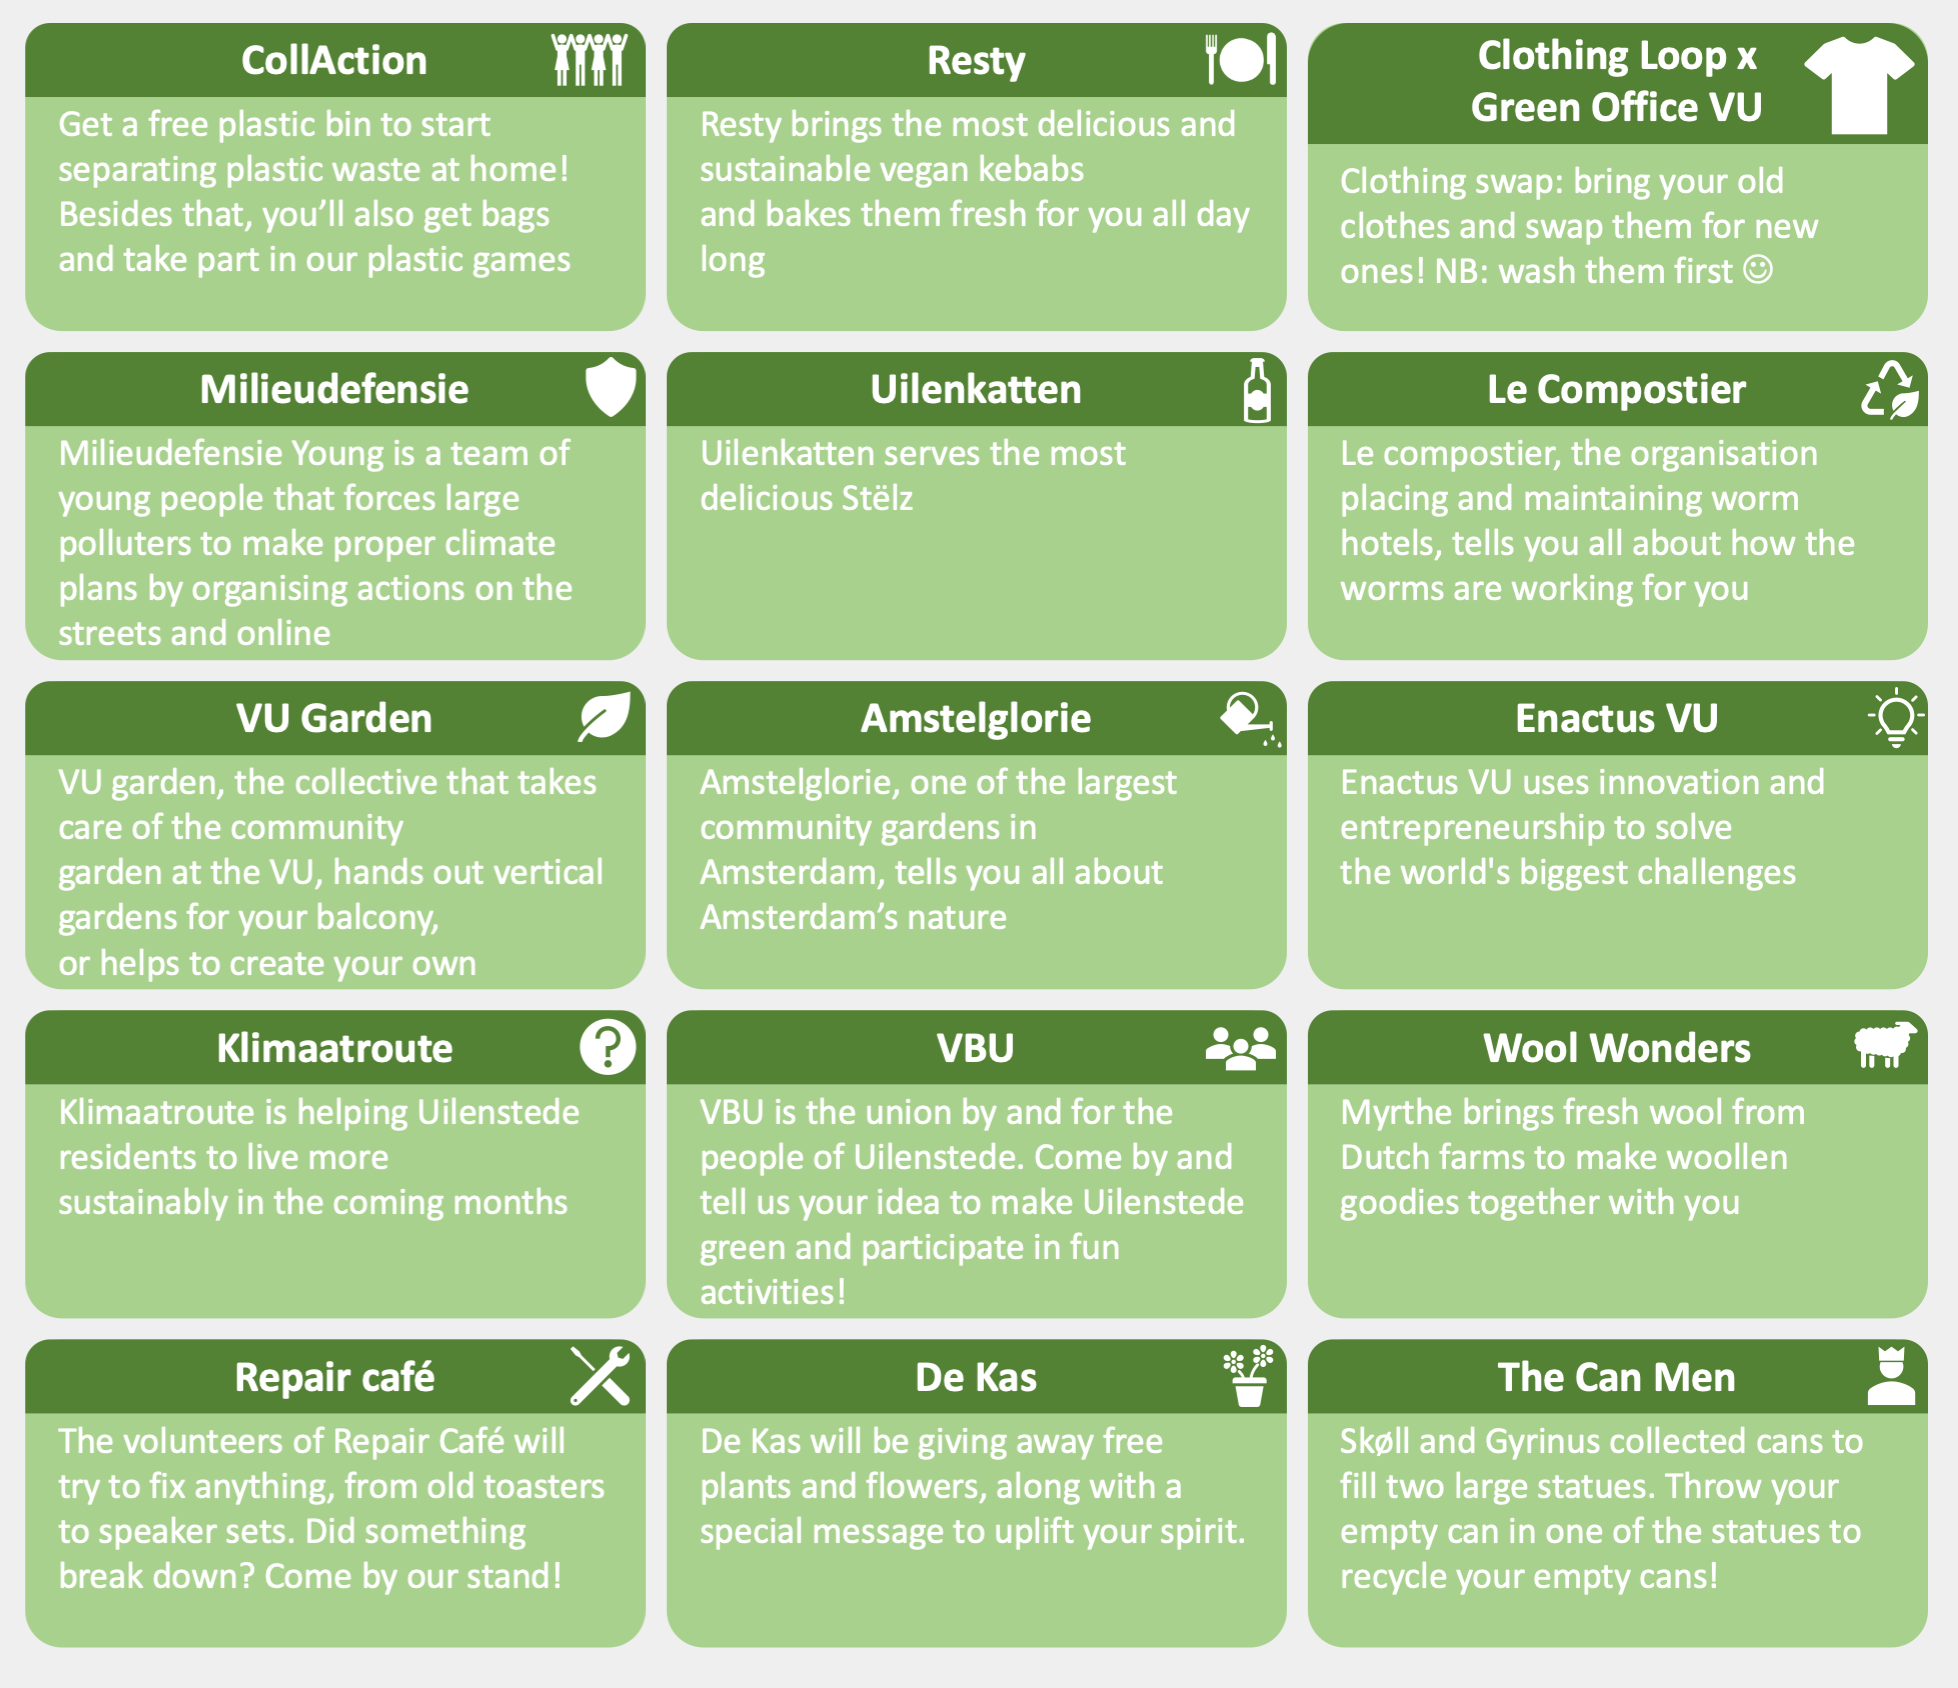 CollAction
Get a free plastic bin to start
separating plastic waste at home!
Besides that, you’ll also get bags
and take part in our plastic games
Resty
Resty brings the most delicious and
sustainable vegan kebabs
and bakes them fresh for you all day
long
Clothing Loop x
Green Office VU
Clothing swap: bring your old
clothes and swap them for new
ones! NB: wash them first ☺
Milieudefensie
Milieudefensie Young is a team of
young people that forces large
polluters to make proper climate
plans by organising actions on the
streets and online
Uilenkatten
Uilenkatten serves the most
delicious Stëlz
Le Compostier
Le compostier, the organisation
placing and maintaining worm
hotels, tells you all about how the
worms are working for you
VU Garden
VU garden, the collective that takes
care of the community
garden at the VU, hands out vertical
gardens for your balcony,
or helps to create your own
Amstelglorie
Amstelglorie, one of the largest
community gardens in
Amsterdam, tells you all about
Amsterdam’s nature
Enactus VU
Enactus VU uses innovation and
entrepreneurship to solve
the world's biggest challenges
Klimaatroute
?
Klimaatroute is helping Uilenstede
residents to live more
sustainably in the coming months
VBU
VBU is the union by and for the
people of Uilenstede. Come by and
tell us your idea to make Uilenstede
green and participate in fun
activities!
Wool Wonders
Myrthe brings fresh wool from
Dutch farms to make woollen
goodies together with you
Repair café
The volunteers of Repair Café will
try to fix anything, from old toasters
to speaker sets. Did something
break down? Come by our stand!
De Kas
De Kas will be giving away free
plants and flowers, along with a
special message to uplift your spirit.
The Can Men
Skøll and Gyrinus collected cans to
fill two large statues. Throw your
empty can in one of the statues to
recycle your empty cans!